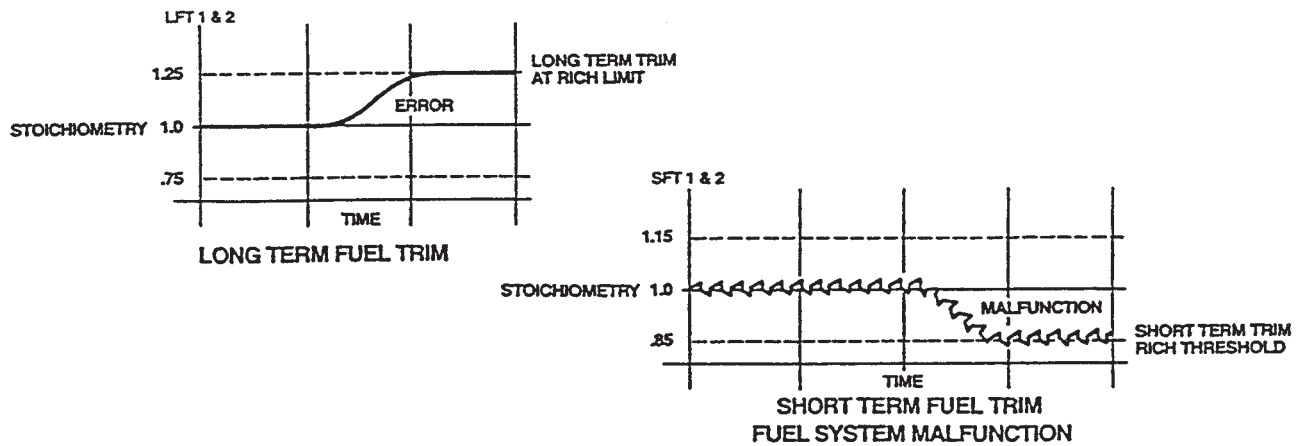 LFT 1 & 2
1.25
LONG TERM TRIM
AT RICH LIMIT
ERROR
STOICHIOMETRY 1.0
.75
TIME
LONG TERM FUEL TRIM
SFT 1 & 2
1.15
STOICHIOMETRY 1.0
MALFUNCTION
.85
SHORT TERM TRIM
RICH THRESHOLD
TIME
SHORT TERM FUEL TRIM
FUEL SYSTEM MALFUNCTION